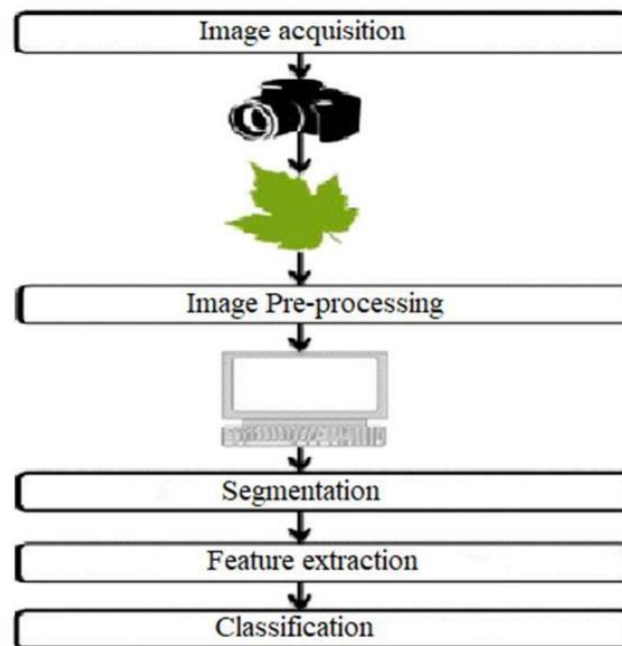 Image acquisition
Image Pre-processing
Segmentation
Feature extraction
Classification